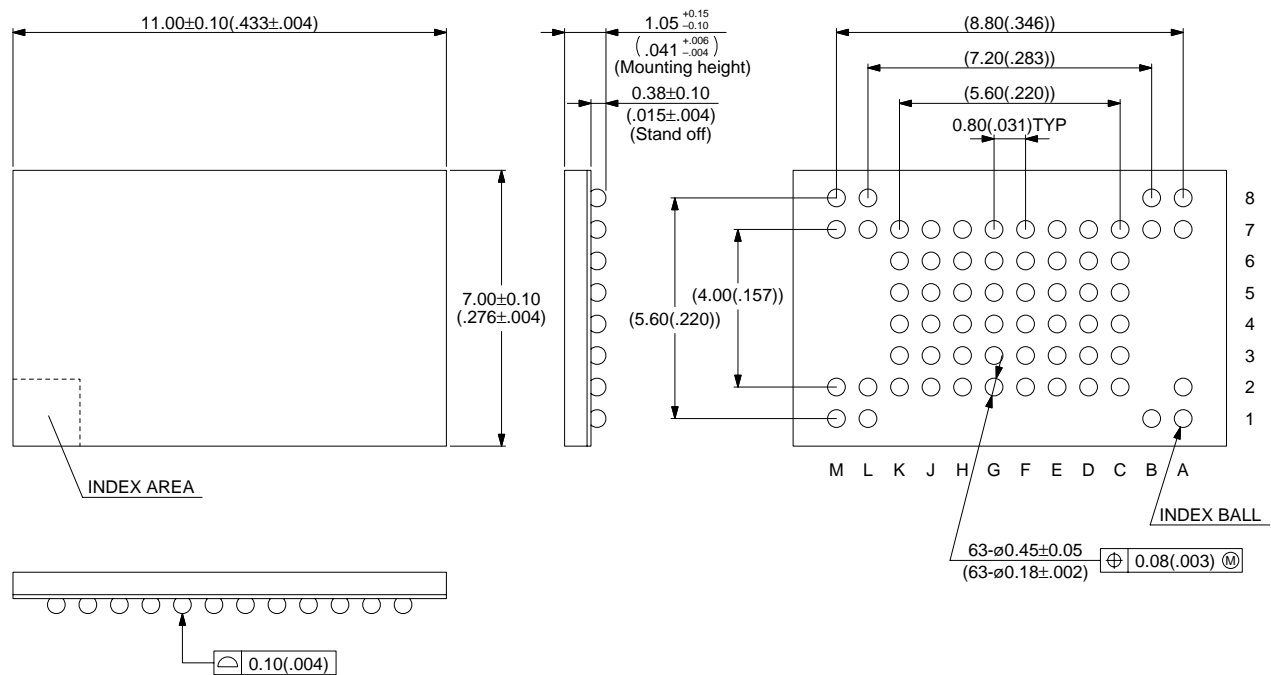 11.00±0.10(.433±.004)
1.05 +0.15 –0.10
(.041 +.006 –.004)
(Mounting height)
0.38±0.10
(.015±.004)
(Stand off)
(8.80(.346))
(7.20(.283))
(5.60(.220))
0.80(.031)TYP
7.00±0.10
(.276±.004)
(5.60(.220))
(4.00(.157))
8
7
6
5
4
3
2
1
M L K J H G F E D C B A
INDEX AREA
INDEX BALL
63-ø0.45±0.05
(63-ø0.18±.002)
⌖ 0.08(.003) Ⓜ
0.10(.004)